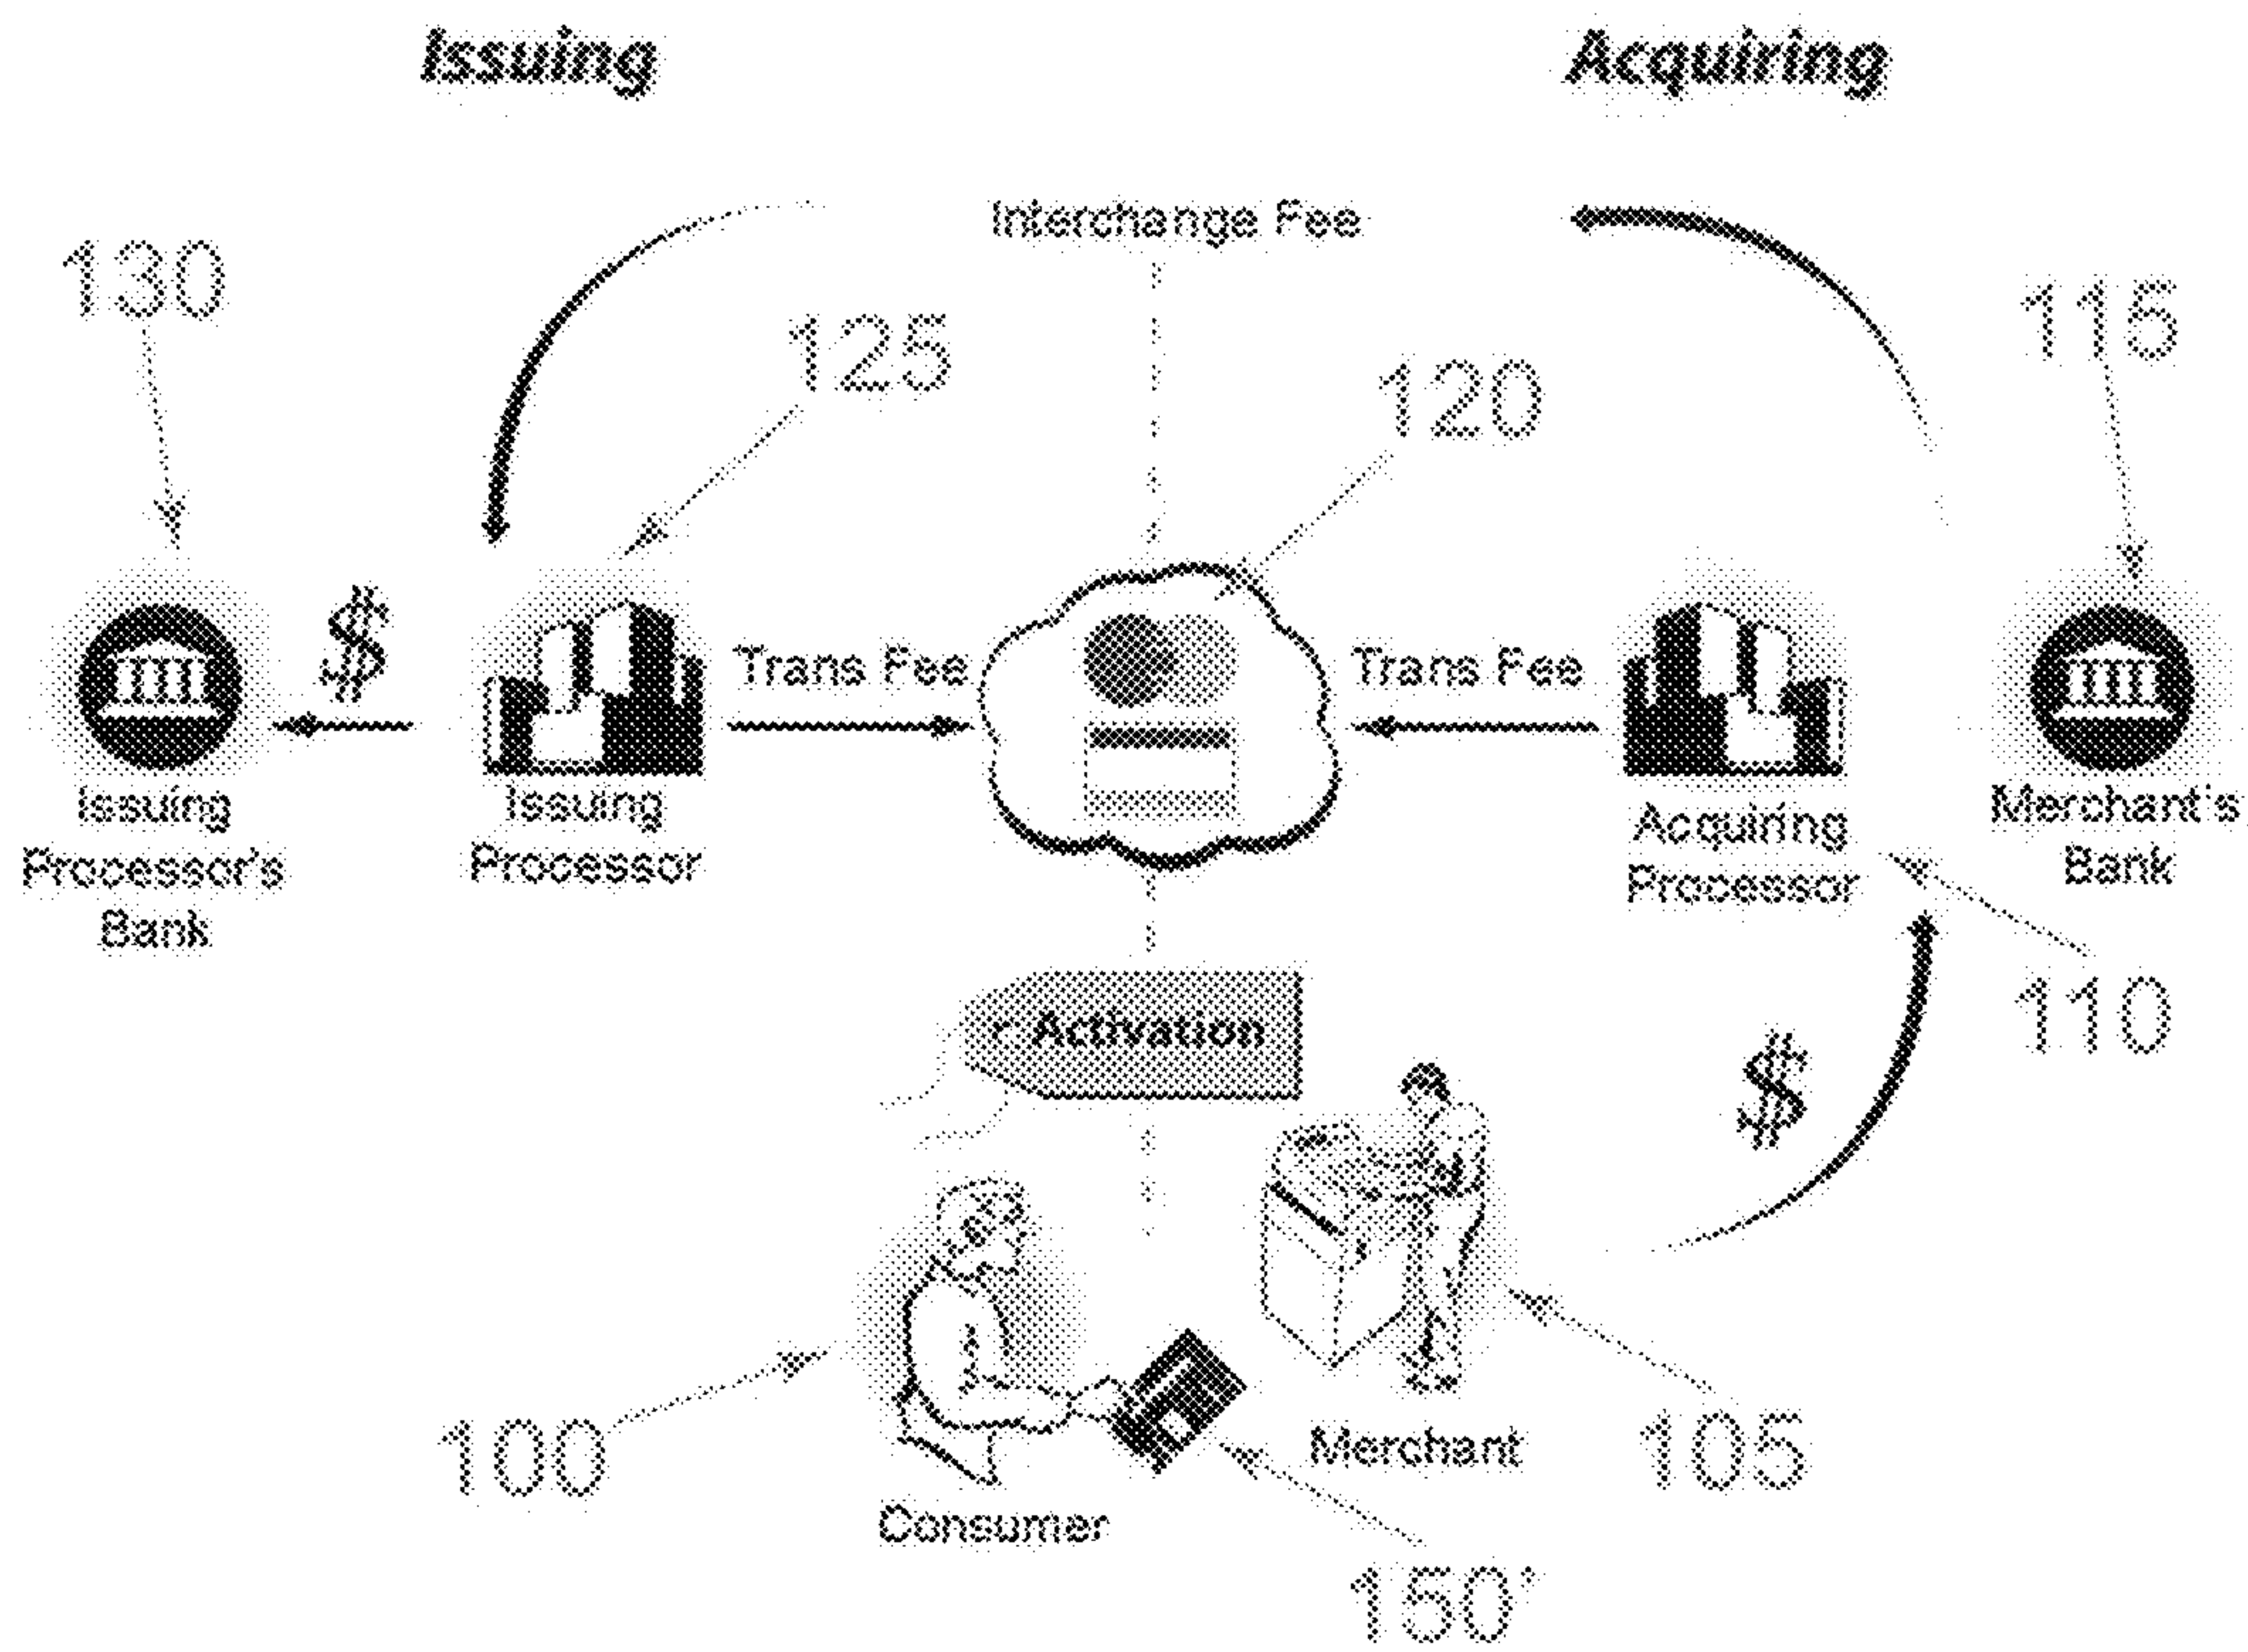 Issuing
Acquiring
Interchange Fee
130
125
120
115
$
Trans Fee
Trans Fee
Issuing
Processor's
Bank
Issuing
Processor
Acquiring
Processor
Merchant's
Bank
110
Activation
$
100
Consumer
Merchant
105
150'